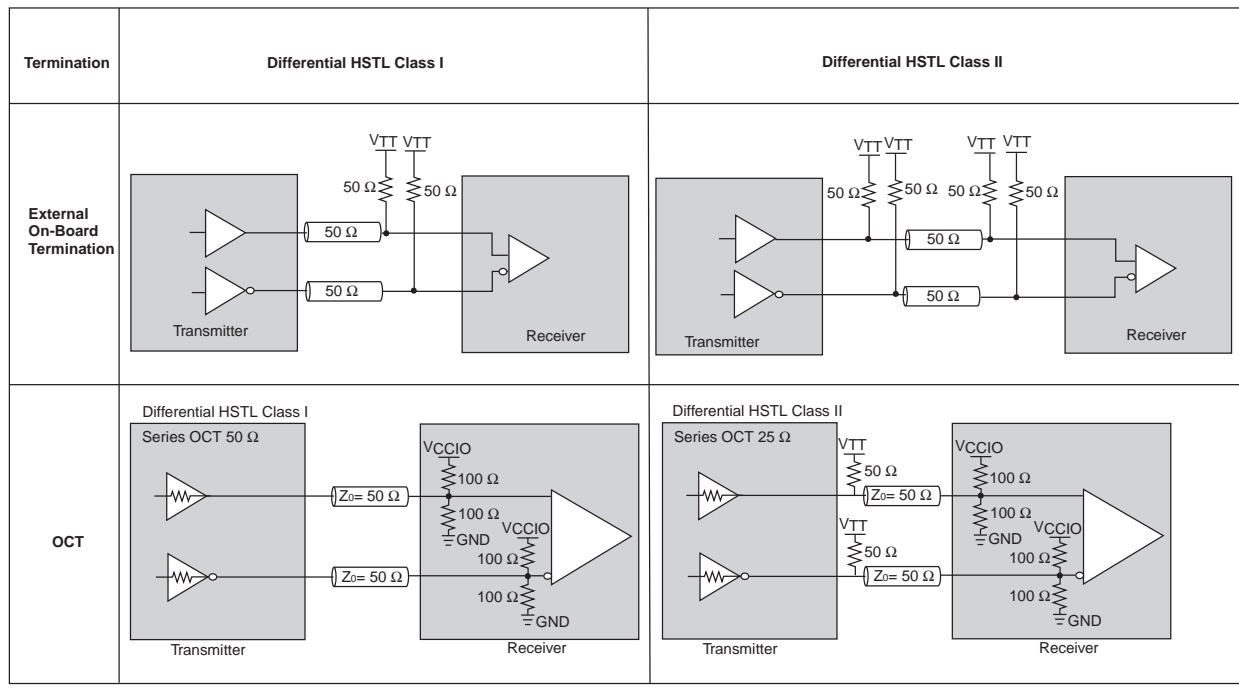 Termination
Differential HSTL Class I
Differential HSTL Class II
External
On-Board
Termination
VTT VTT
50 Ω 50 Ω
50 Ω
50 Ω
Transmitter
Receiver
VTT VTT VTT VTT
50 Ω 50 Ω 50 Ω 50 Ω
50 Ω
50 Ω
Transmitter
Receiver
OCT
Differential HSTL Class I
Series OCT 50 Ω
VCCIO
100 Ω
Z0= 50 Ω
100 Ω
VCCIO
GND
100 Ω
Z0= 50 Ω
100 Ω
GND
Transmitter
Receiver
Differential HSTL Class II
Series OCT 25 Ω
VTT
VCCIO
50 Ω
100 Ω
Z0= 50 Ω
100 Ω
VTT
VCCIO
GND
50 Ω
100 Ω
Z0= 50 Ω
100 Ω
GND
Transmitter
Receiver